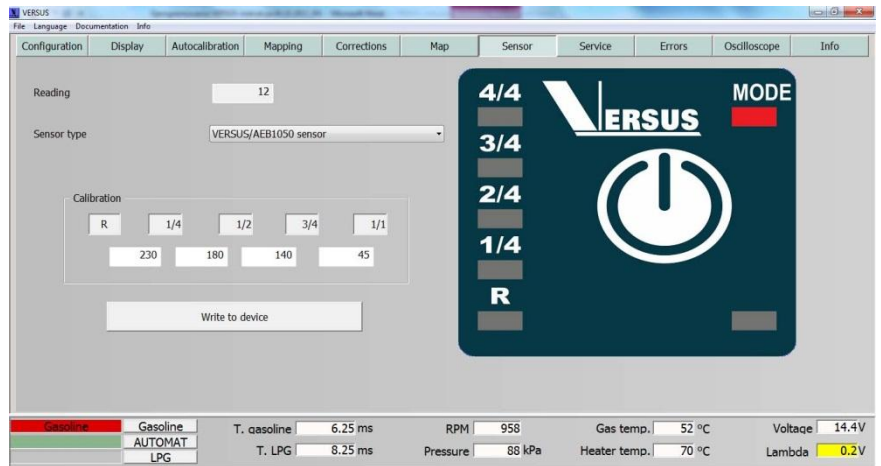 VERSUS
File Language Documentation Info
Configuration Display Autocalibration Mapping Corrections Map Sensor Service Errors Oscilloscope Info
Reading 12
Sensor type VERSUS/AEB1050 sensor
Calibration
R 1/4 1/2 3/4 1/1
230 180 140 45
Write to device
4/4
VERSUS
MODE
3/4
2/4
1/4
R
Gasoline Gasoline T. gasoline 6.25 ms RPM 958 Gas temp. 52 °C Voltage 14.4V
AUTOMAT
LPG T. LPG 8.25 ms Pressure 88 kPa Heater temp. 70 °C Lambda 0.2V